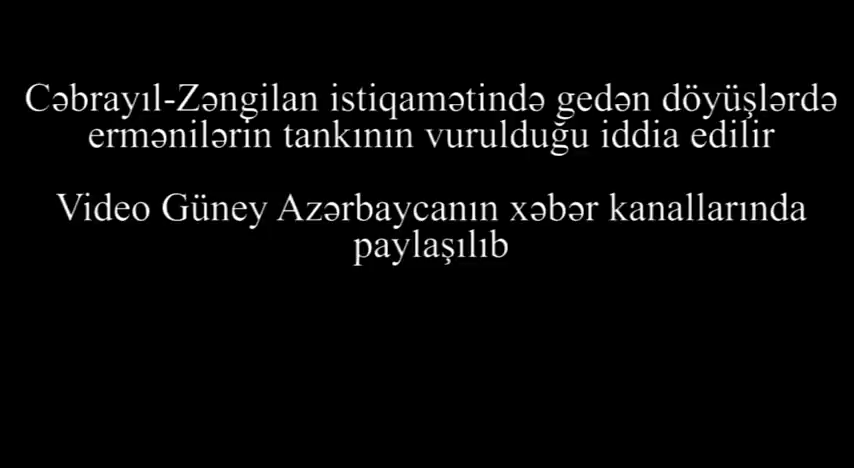 Cəbrayıl-Zəngilan istiqamətində gedən döyüşlərdə
ermənilərin tankının vurulduğu iddia edilir
Video Güney Azərbaycanın xəbər kanallarında
paylaşılıb